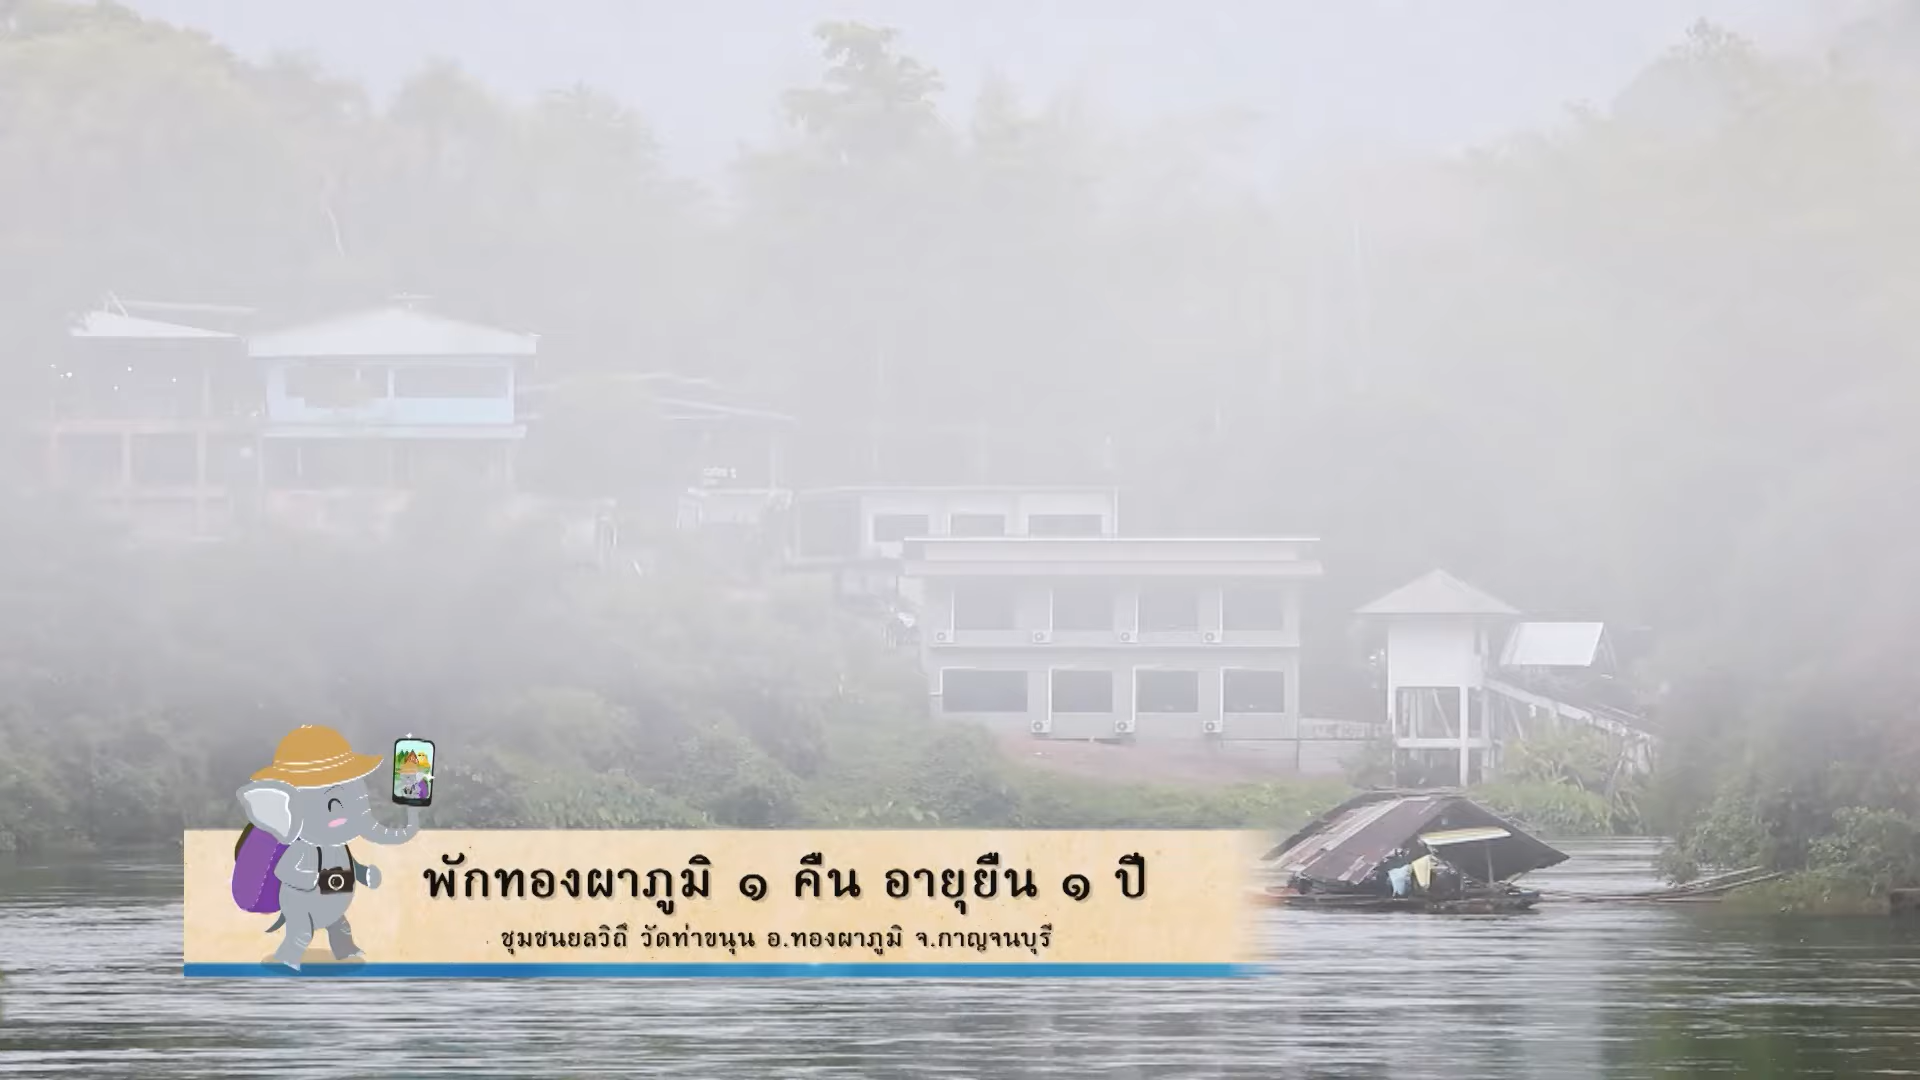 พักทองผาภูมิ ๑ คืน อายุยืน ๑ ปี
ชุมชนยลวิถี วัดท่าขนุน อ.ทองผาภูมิ จ.กาญจนบุรี